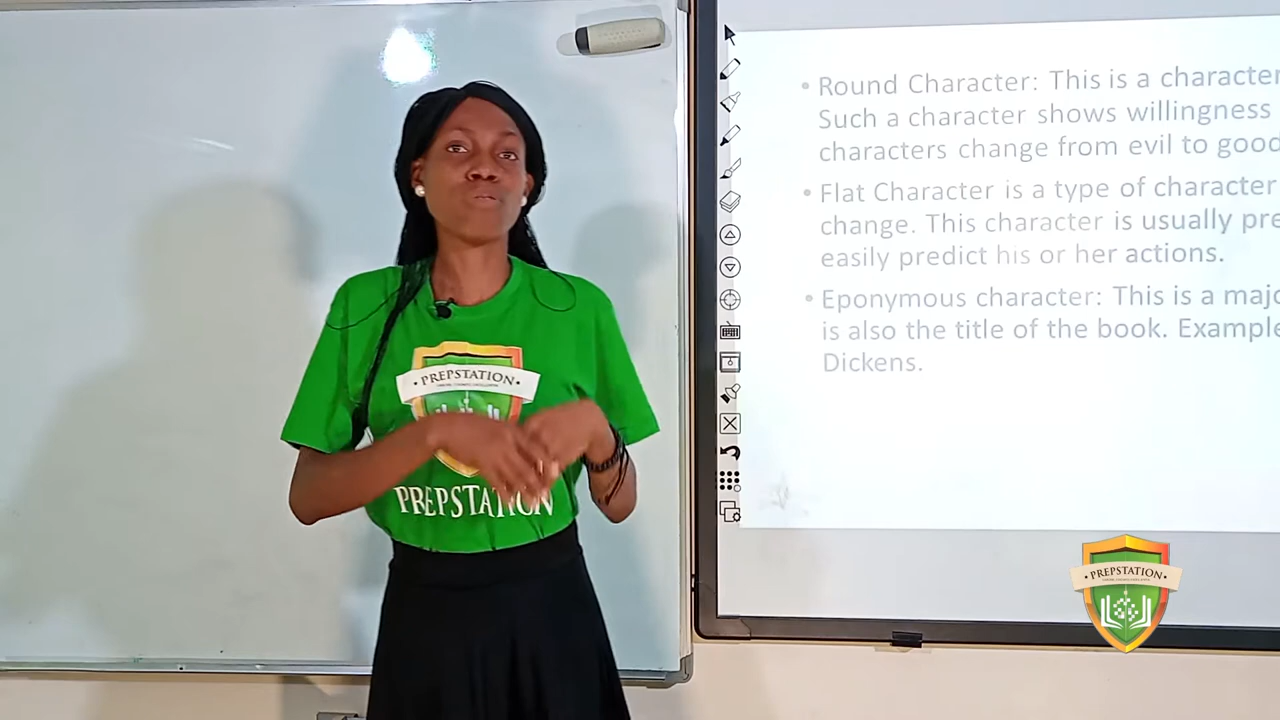 Round Character: This is a character
Such a character shows willingness
characters change from evil to good
Flat Character is a type of character
change. This character is usually pre
easily predict his or her actions.
Eponymous character: This is a majo
is also the title of the book. Example
Dickens.
PREPSTATION
PREPSTATION
PREPSTATION